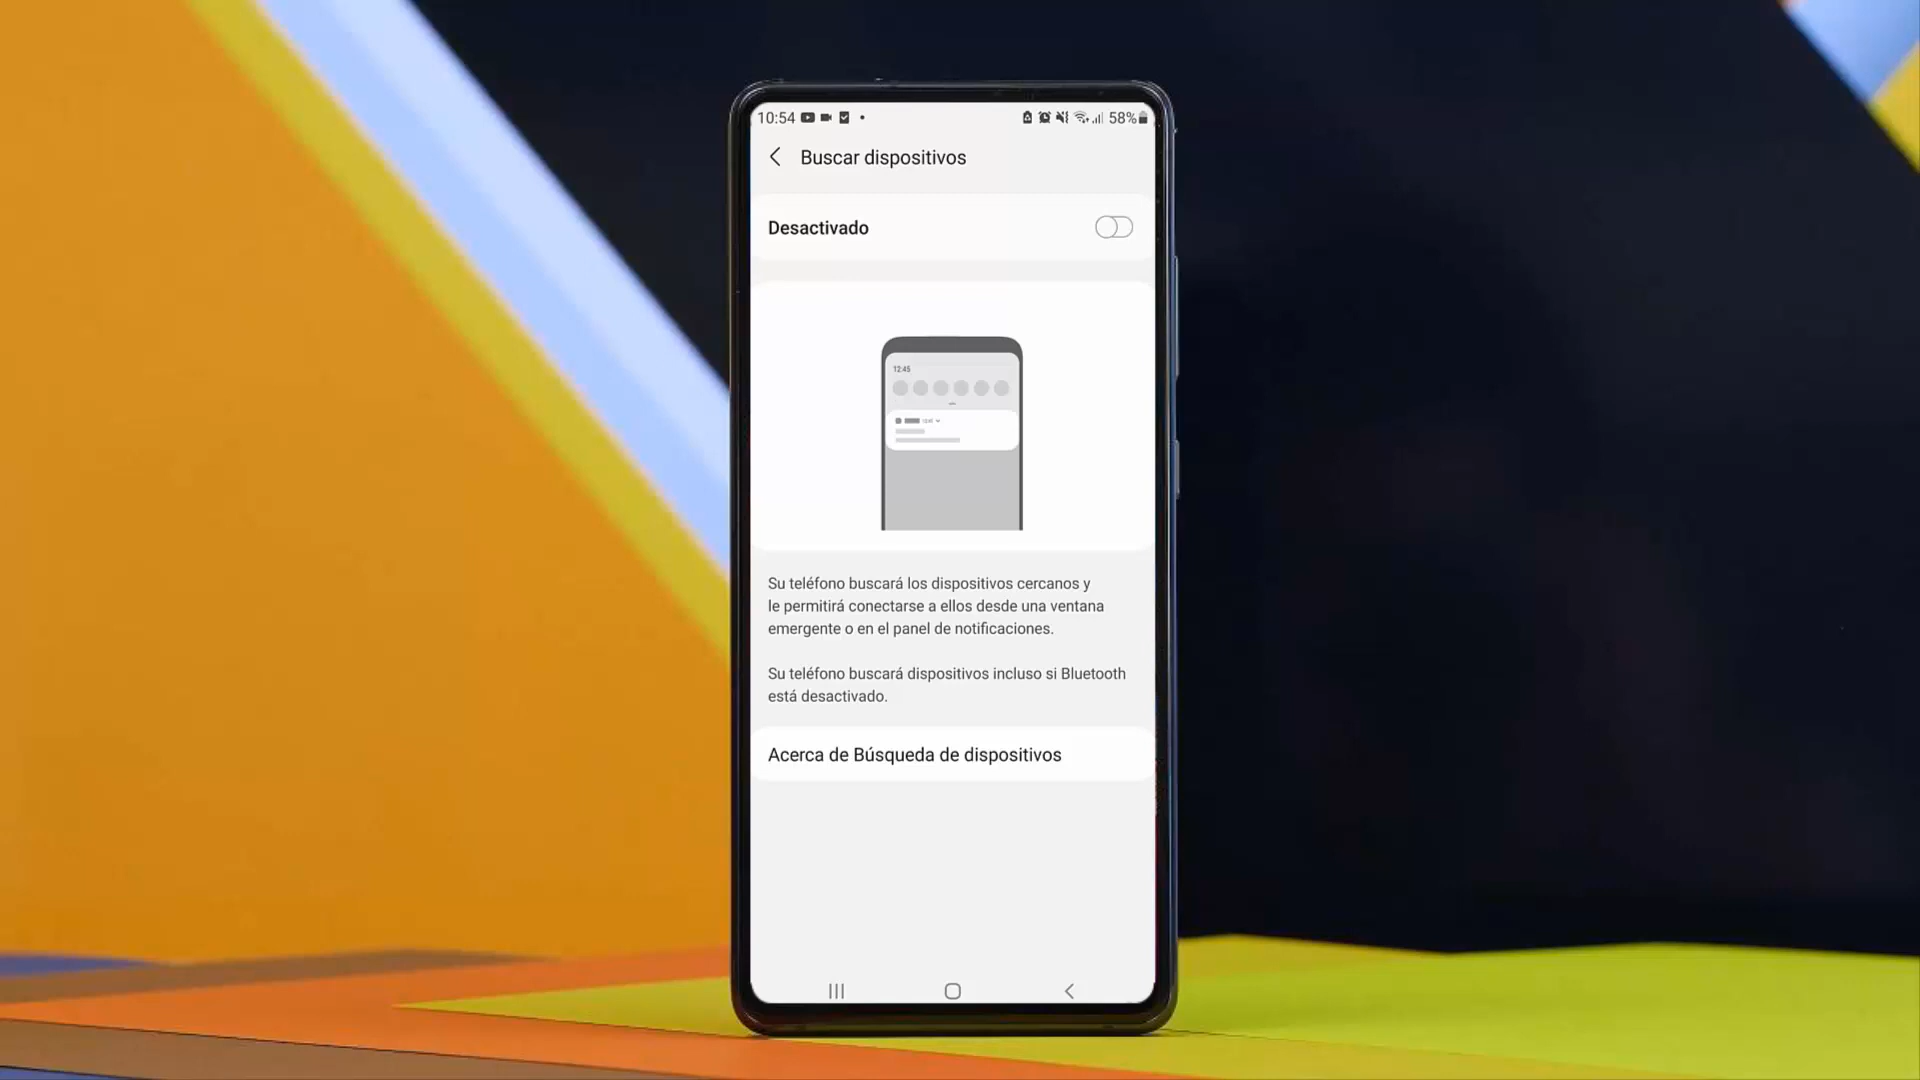 10:54
58%
Buscar dispositivos
Desactivado
12:45
Su teléfono buscará los dispositivos cercanos y
le permitirá conectarse a ellos desde una ventana
emergente o en el panel de notificaciones.
Su teléfono buscará dispositivos incluso si Bluetooth
está desactivado.
Acerca de Búsqueda de dispositivos